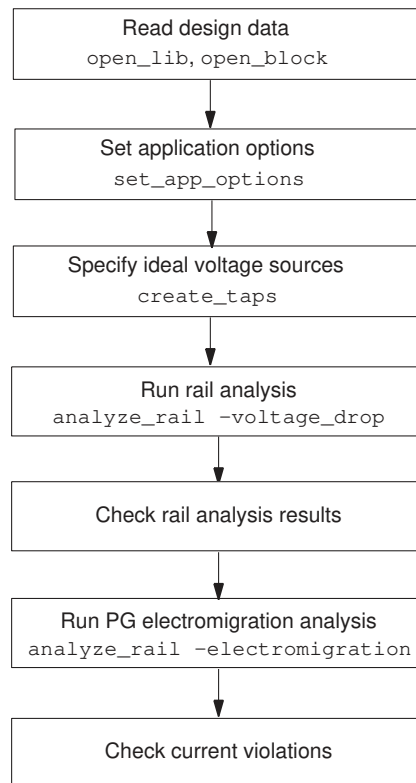 Read design data
open_lib, open_block
Set application options
set_app_options
Specify ideal voltage sources
create_taps
Run rail analysis
analyze_rail -voltage_drop
Check rail analysis results
Run PG electromigration analysis
analyze_rail -electromigration
Check current violations